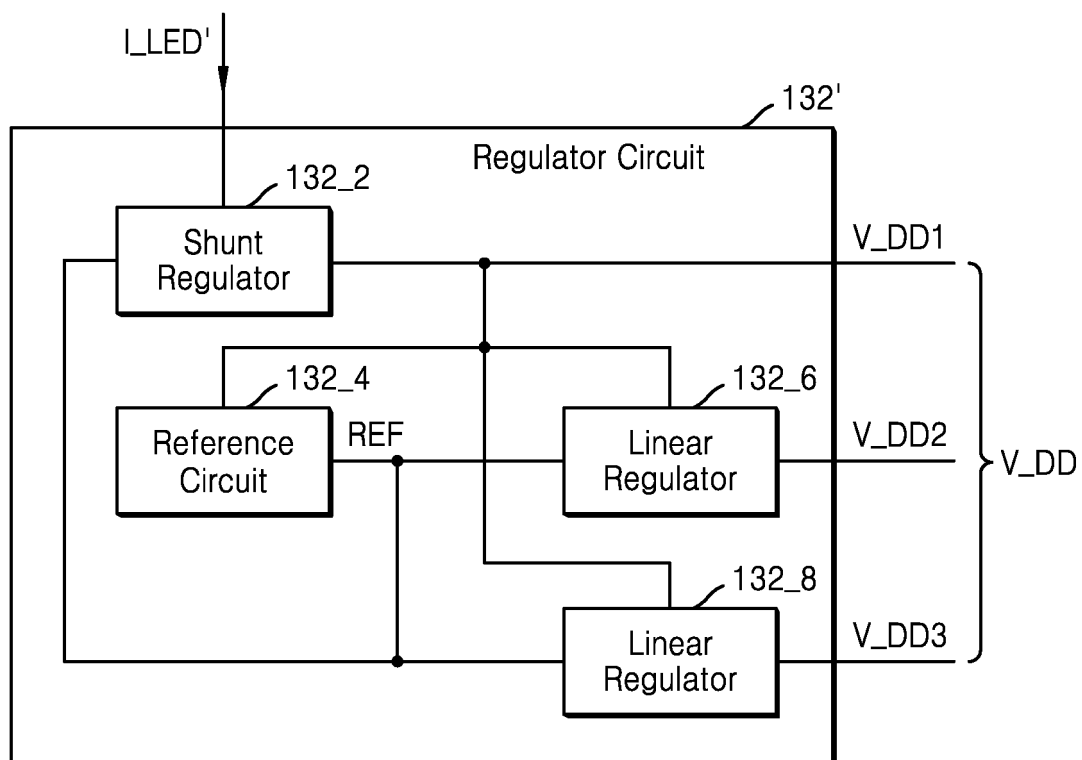 I_LED'
132'
Regulator Circuit
132_2
Shunt
Regulator
V_DD1
132_4
132_6
Reference
Circuit
REF
Linear
Regulator
V_DD2
V_DD
132_8
Linear
Regulator
V_DD3